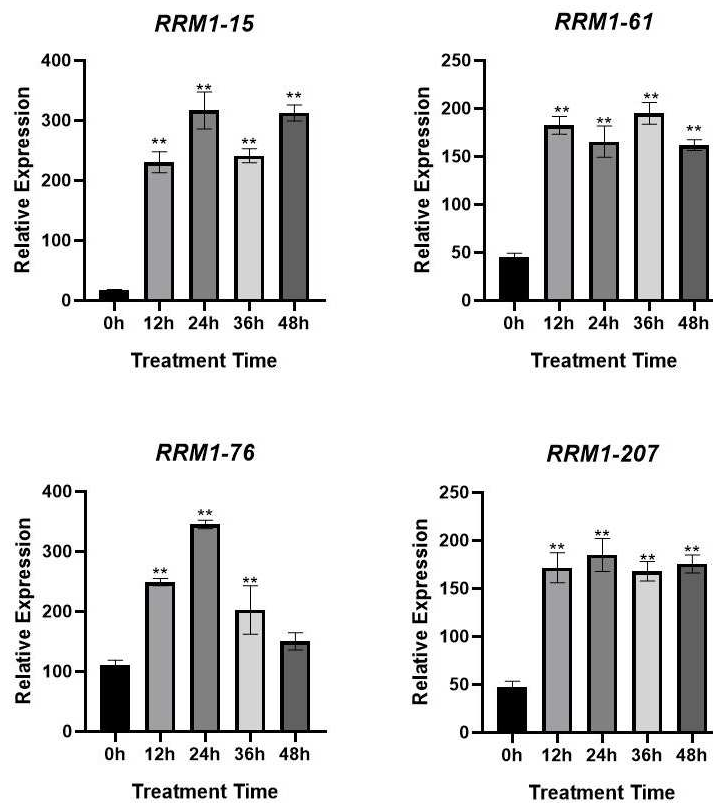 RRM1-15
Relative Expression
400
300
200
100
0
**
**
**
**
0h 12h 24h 36h 48h
Treatment Time
RRM1-61
Relative Expression
250
200
150
100
50
0
**
**
**
**
0h 12h 24h 36h 48h
Treatment Time
RRM1-76
Relative Expression
400
300
200
100
0
**
**
**
0h 12h 24h 36h 48h
Treatment Time
RRM1-207
Relative Expression
250
200
150
100
50
0
**
**
**
**
0h 12h 24h 36h 48h
Treatment Time